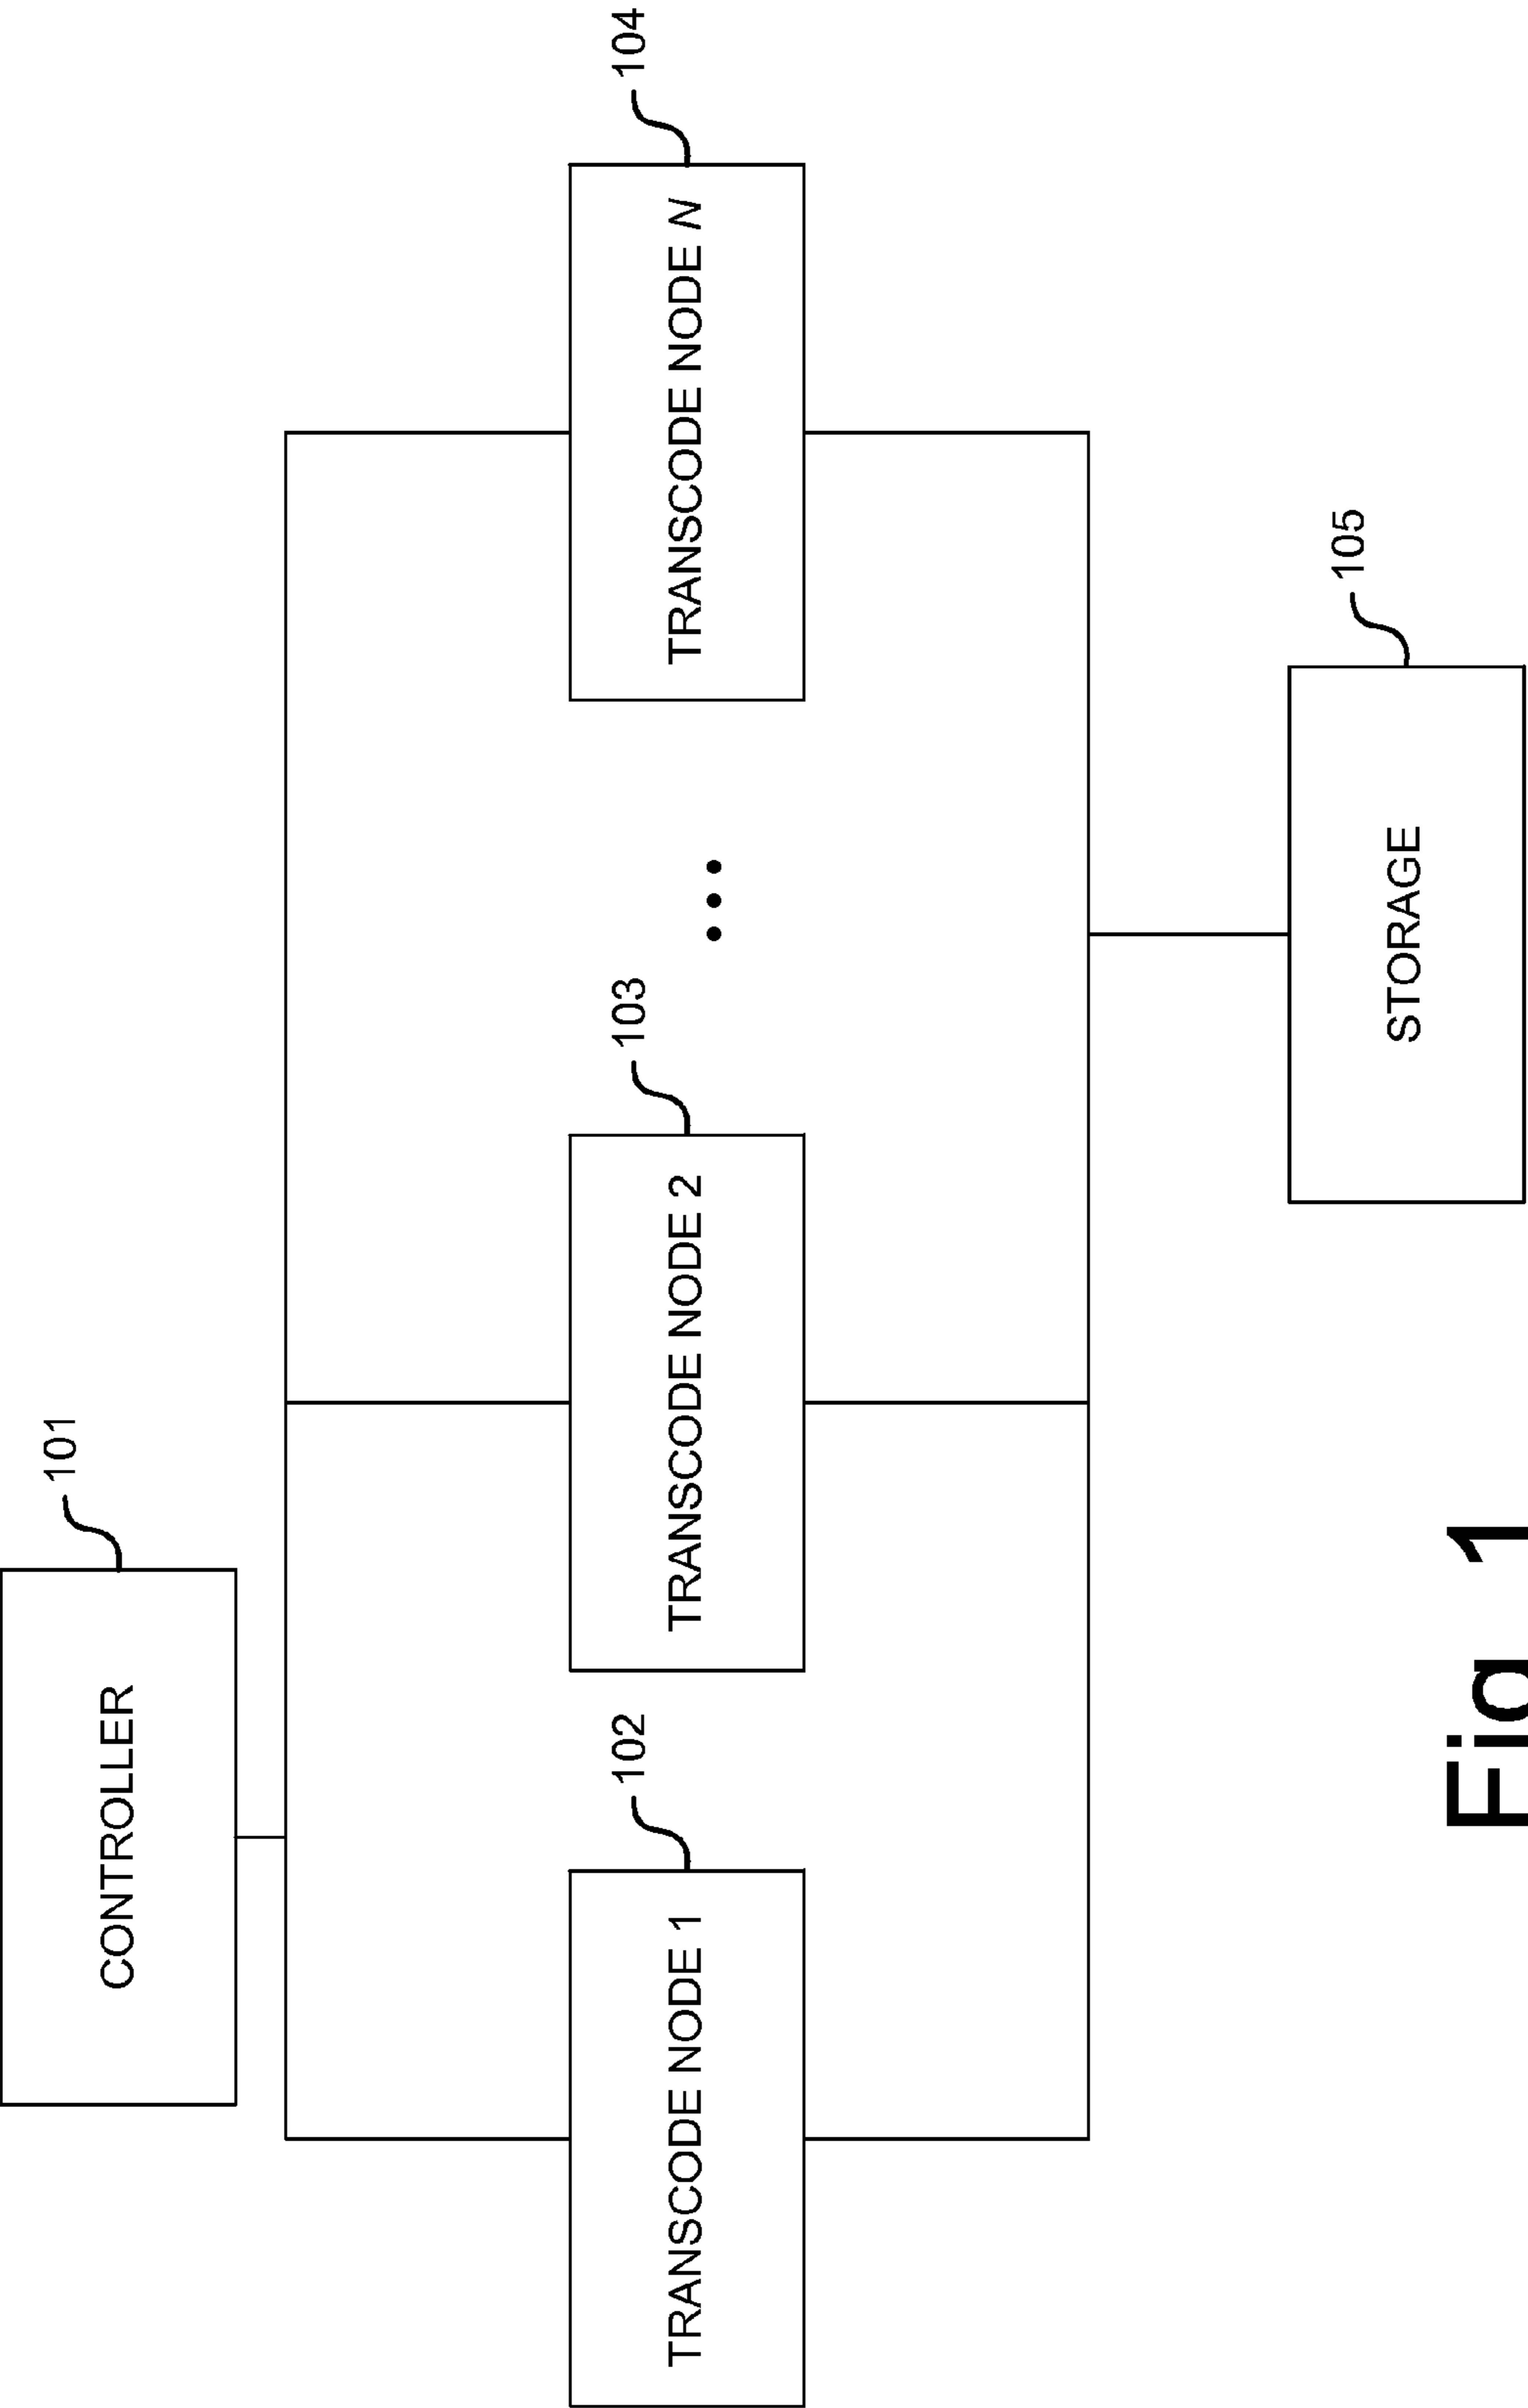 CONTROLLER
101
TRANSCODE NODE 1
102
TRANSCODE NODE 2
103
...
TRANSCODE NODE N
104
STORAGE
105
Fig 1